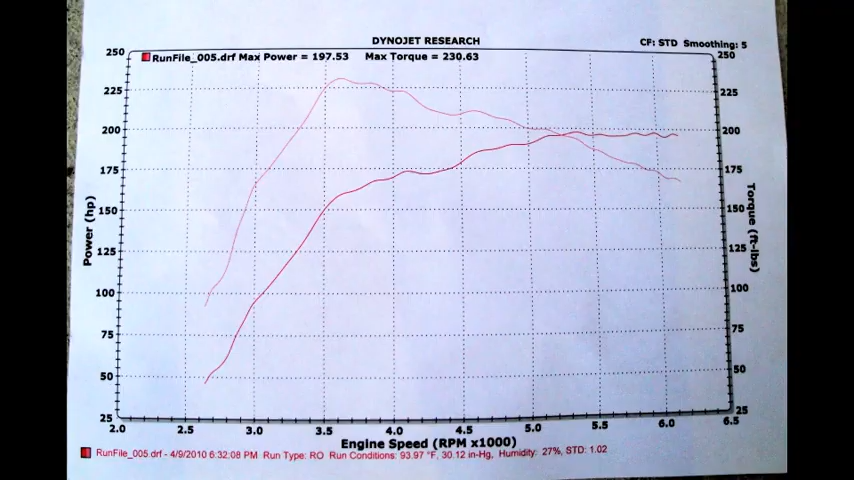 DYNOJET RESEARCH
CF: STD Smoothing: 5
RunFile_005.drf Max Power = 197.53 Max Torque = 230.63
250
225
200
175
150
125
100
75
50
25
Power (hp)
250
225
200
175
150
125
100
75
50
25
Torque (ft-lbs)
2.0 2.5 3.0 3.5 4.0 4.5 5.0 5.5 6.0 6.5
Engine Speed (RPM x1000)
RunFile_005.drf - 4/9/2010 6:32:08 PM Run Type: RO Run Conditions: 93.97 °F, 30.12 in-Hg, Humidity: 27%, STD: 1.02